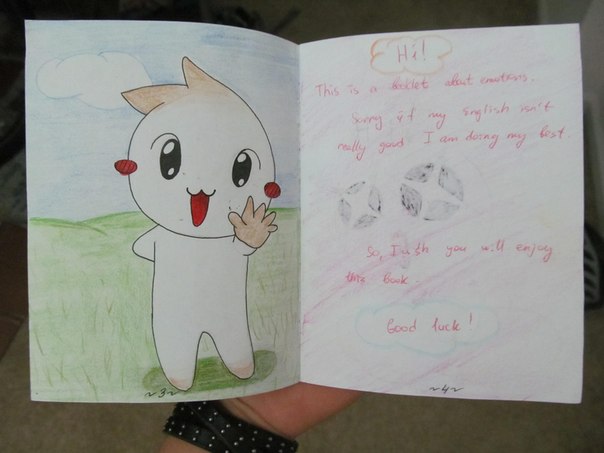 Hi!
This is a booklet about emotions.
Sorry if my English isn't
really good I am doing my best
So, I wish you will enjoy
this book.
Good luck!
~3~
~4~